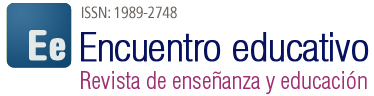 ISSN: 1989-2748
Ee
Encuentro educativo
Revista de enseñanza y educación